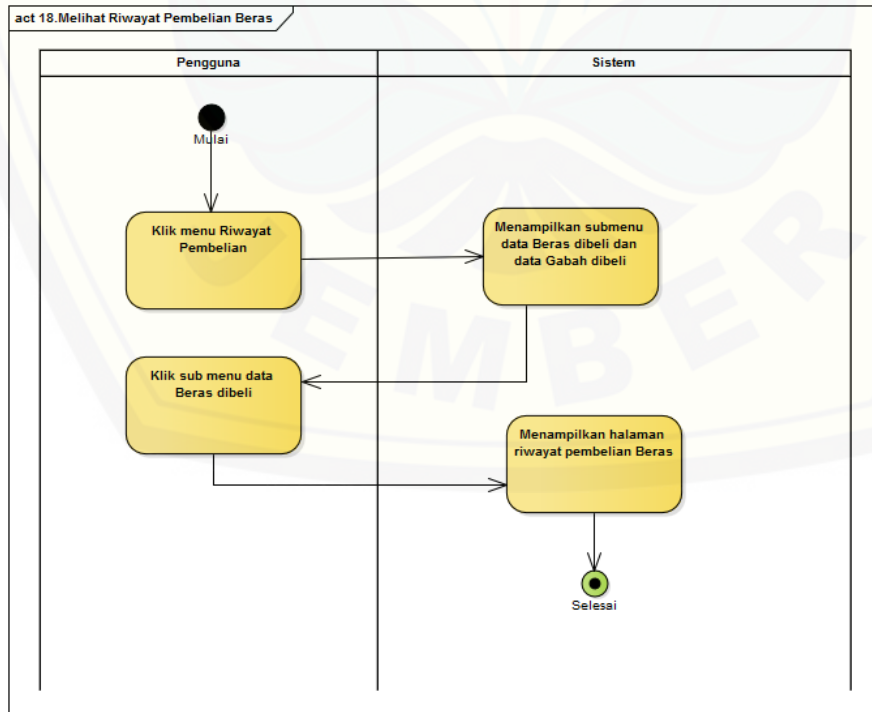 act 18.Melihat Riwayat Pembelian Beras
Pengguna
Sistem
Mulai
Klik menu Riwayat
Pembelian
Menampilkan submenu
data Beras dibeli dan
data Gabah dibeli
Klik sub menu data
Beras dibeli
Menampilkan halaman
riwayat pembelian Beras
Selesai
JEMBER